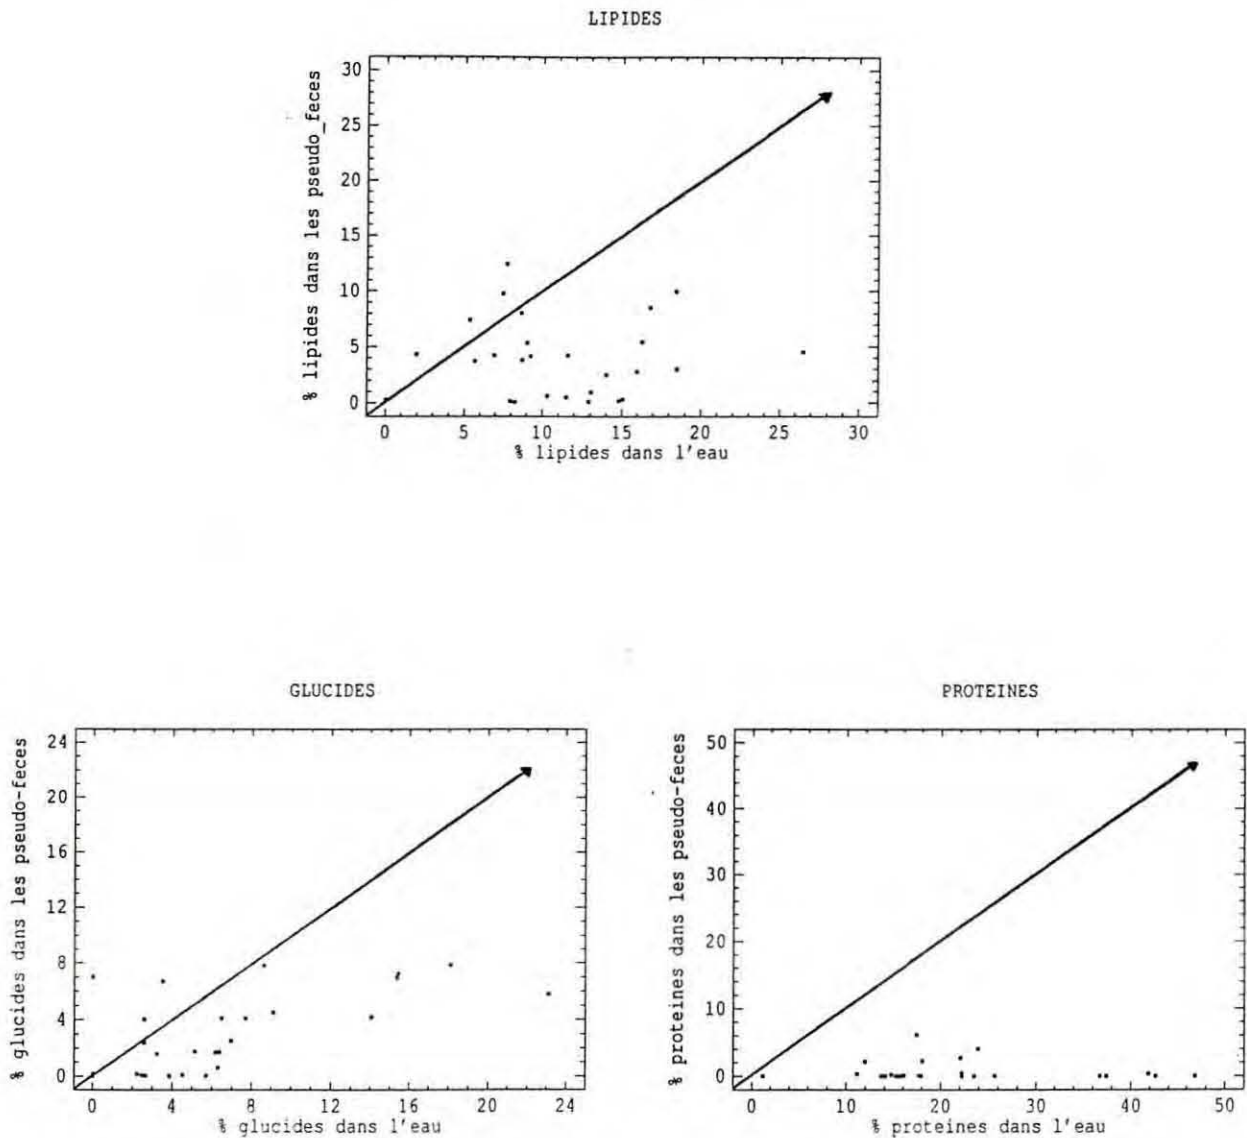 LIPIDES
% lipides dans les pseudo_feces
30
25
20
15
10
5
0
0 5 10 15 20 25 30
% lipides dans l'eau
GLUCIDES
% glucides dans les pseudo-feces
24
20
16
12
8
4
0
0 4 8 12 16 20 24
% glucides dans l'eau
PROTEINES
% proteines dans les pseudo-feces
50
40
30
20
10
0
0 10 20 30 40 50
% proteines dans l'eau